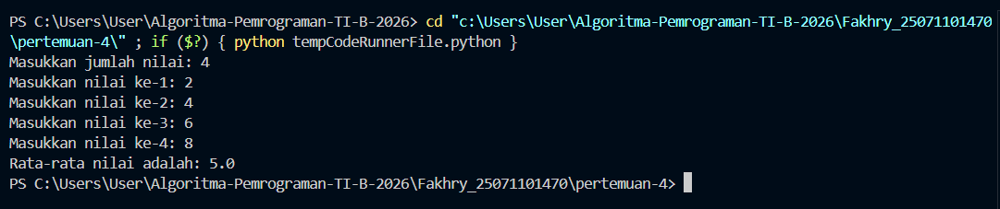 PS C:\Users\User\Algoritma-Pemrograman-TI-B-2026> cd "c:\Users\User\Algoritma-Pemrograman-TI-B-2026\Fakhry_25071101470
\pertemuan-4\" ; if ($?) { python tempCodeRunnerFile.python }
Masukkan jumlah nilai: 4
Masukkan nilai ke-1: 2
Masukkan nilai ke-2: 4
Masukkan nilai ke-3: 6
Masukkan nilai ke-4: 8
Rata-rata nilai adalah: 5.0
PS C:\Users\User\Algoritma-Pemrograman-TI-B-2026\Fakhry_25071101470\pertemuan-4>